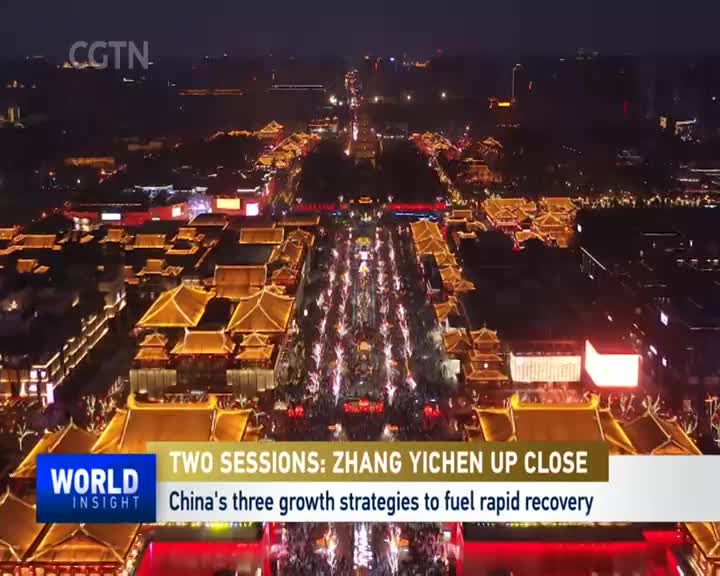 CGTN
TWO SESSIONS: ZHANG YICHEN UP CLOSE
WORLD INSIGHT
China's three growth strategies to fuel rapid recovery